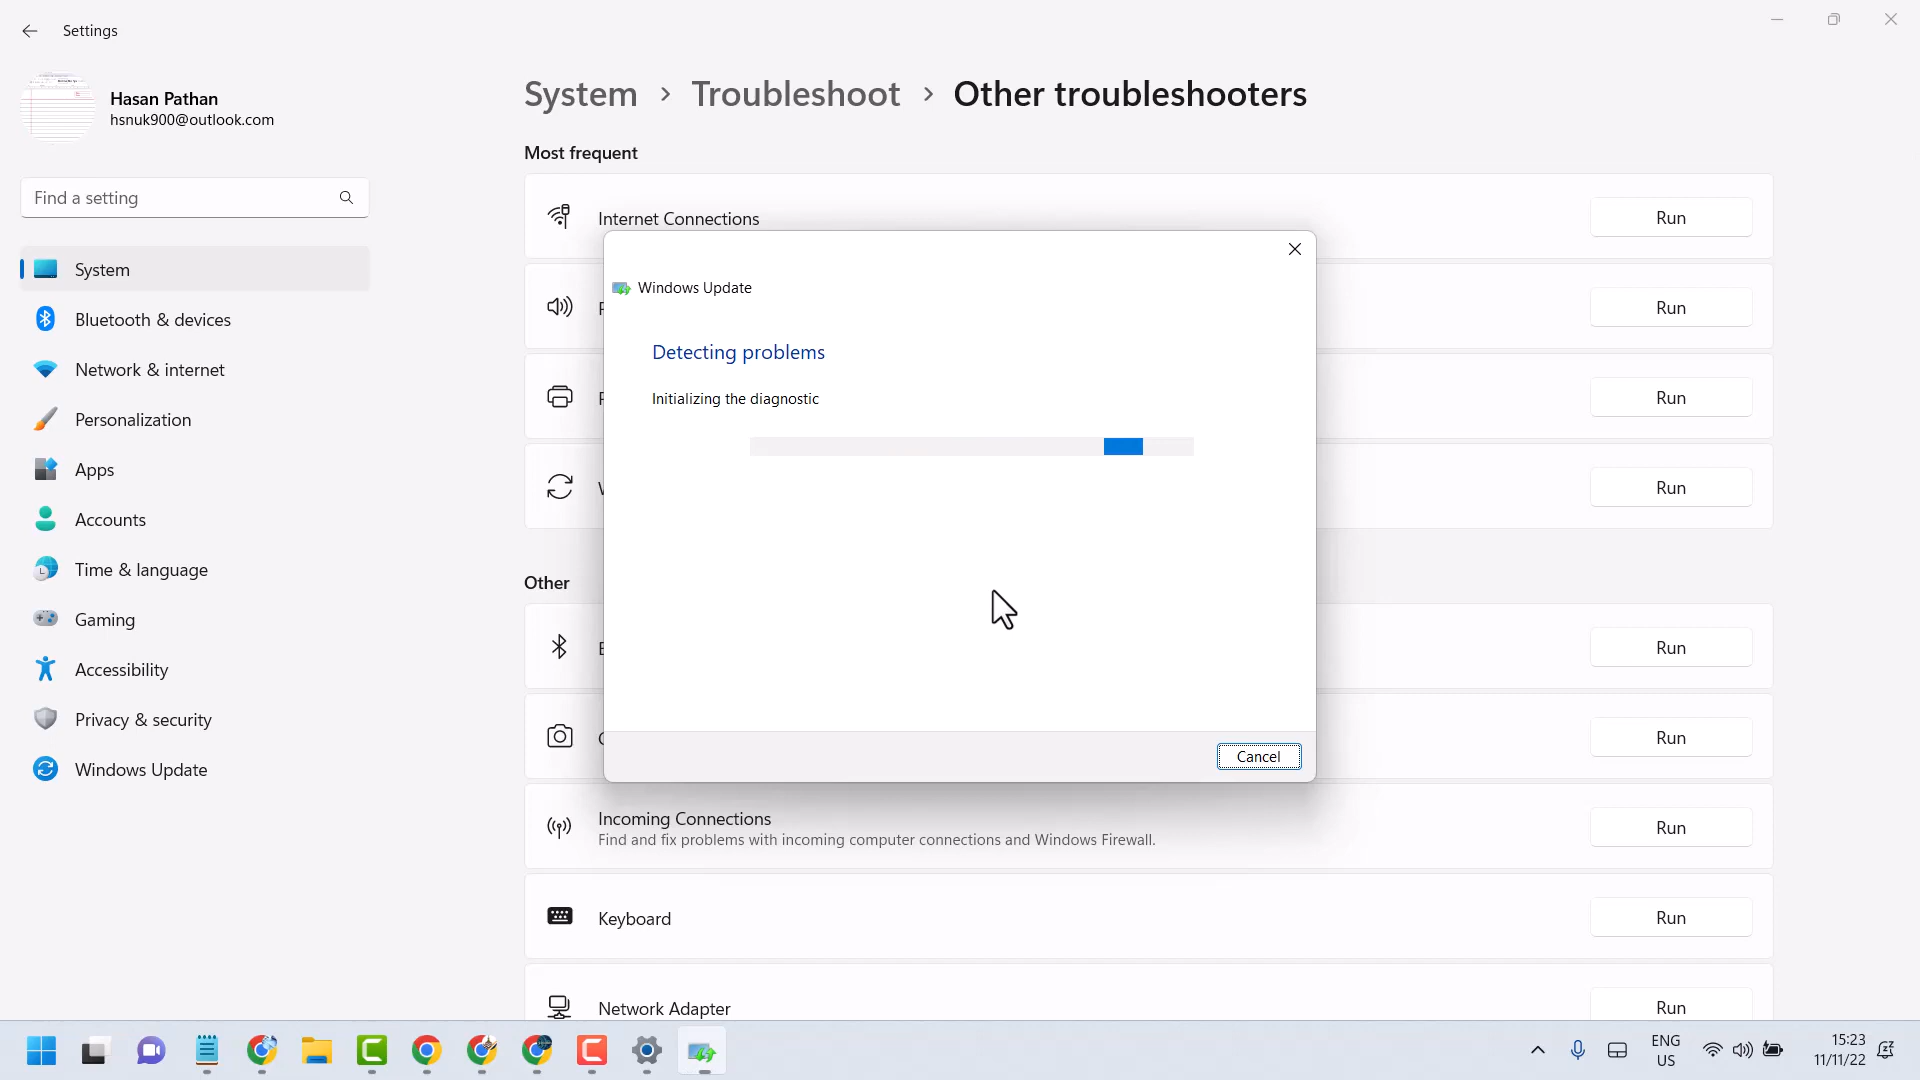 Settings
Hasan Pathan
hsnuk900@outlook.com
Find a setting
System
Bluetooth & devices
Network & internet
Personalization
Apps
Accounts
Time & language
Gaming
Accessibility
Privacy & security
Windows Update
System > Troubleshoot > Other troubleshooters
Most frequent
Internet Connections
Run
Run
Run
Run
Windows Update
Detecting problems
Initializing the diagnostic
Cancel
Other
Run
Run
Incoming Connections
Find and fix problems with incoming computer connections and Windows Firewall.
Run
Keyboard
Run
Network Adapter
Run
ENG
US
15:23
11/11/22